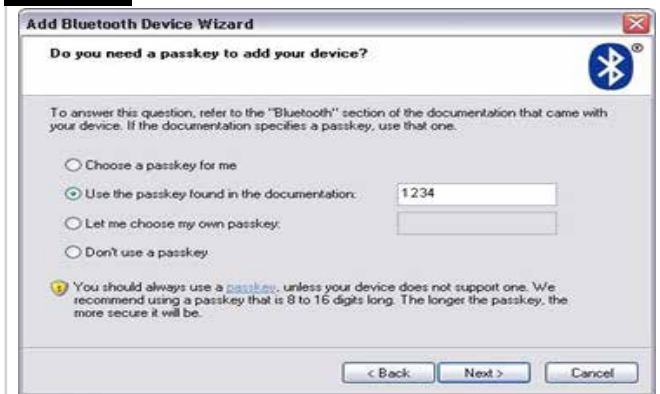 Add Bluetooth Device Wizard
Do you need a passkey to add your device?
To answer this question, refer to the "Bluetooth" section of the documentation that came with
your device. If the documentation specifies a passkey, use that one.
Choose a passkey for me
Use the passkey found in the documentation: 1234
Let me choose my own passkey:
Don't use a passkey
You should always use a passkey, unless your device does not support one. We
recommend using a passkey that is 8 to 16 digits long. The longer the passkey, the
more secure it will be.
< Back Next > Cancel